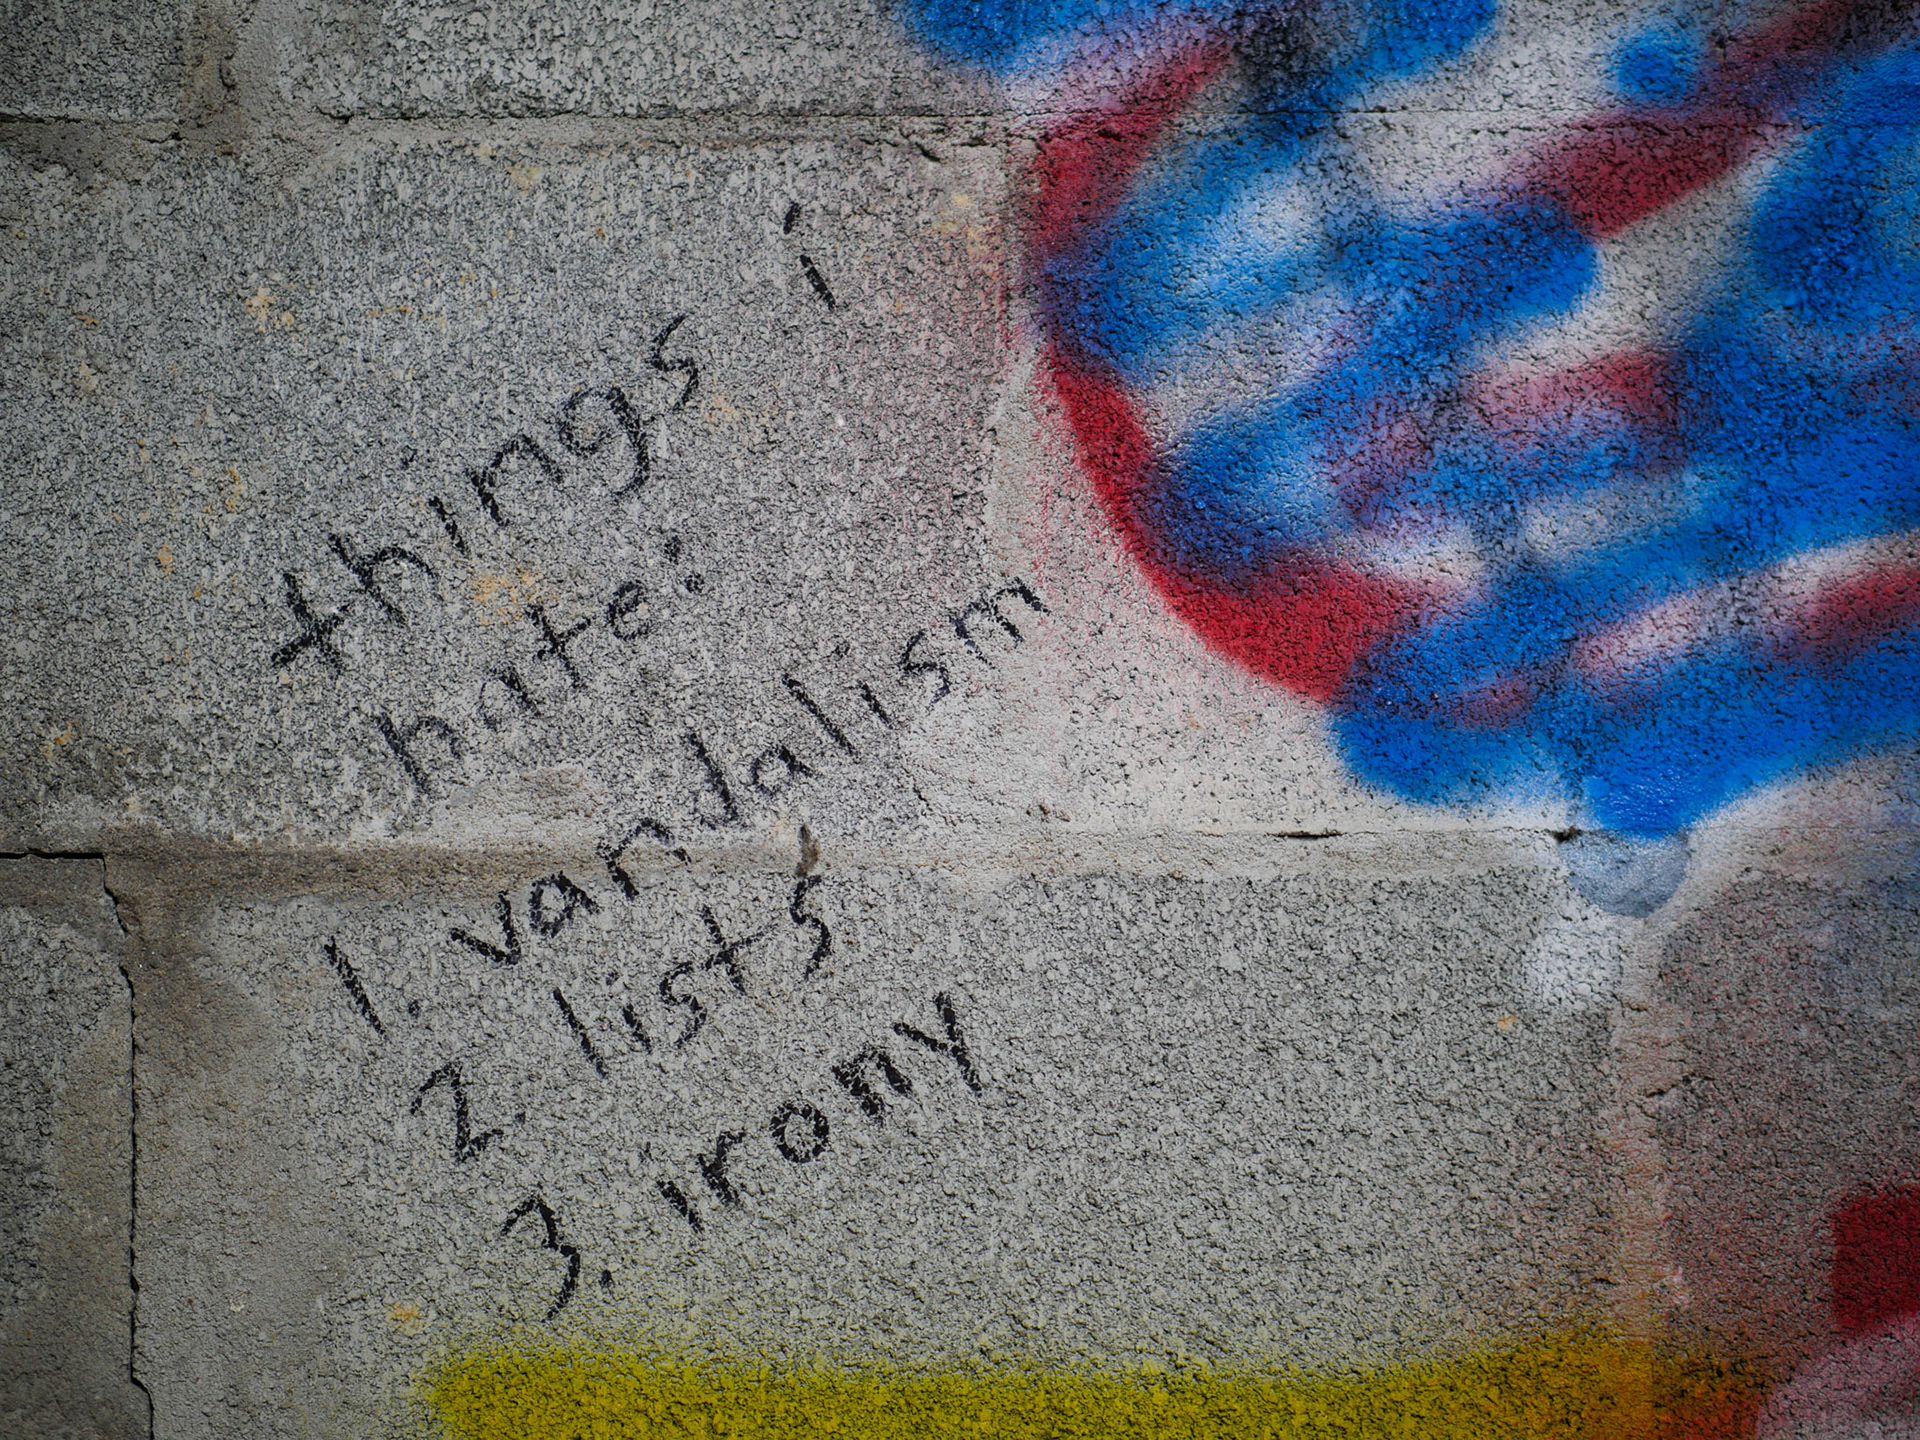 things i
hate:
1. vandalism
2. lists
3. irony